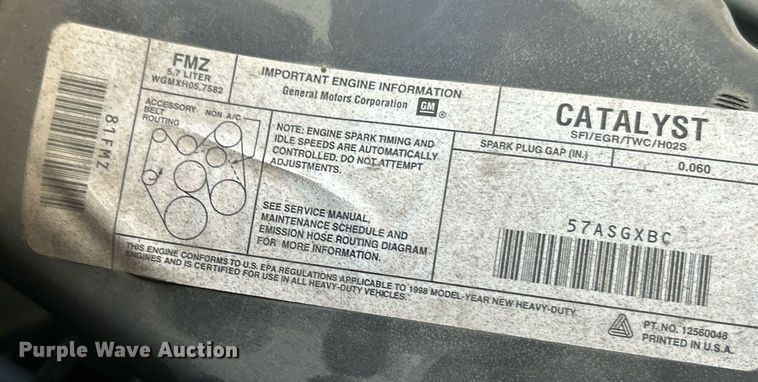 FMZ
5.7 LITER
WGMXH05.7582
IMPORTANT ENGINE INFORMATION
General Motors Corporation GM ®
CATALYST
SFI/EGR/TWC/HO2S
81FMZ
ACCESSORY NON A/C
BELT
ROUTING
NOTE: ENGINE SPARK TIMING AND
IDLE SPEEDS ARE AUTOMATICALLY
CONTROLLED. DO NOT ATTEMPT
ADJUSTMENTS.
SEE SERVICE MANUAL,
MAINTENANCE SCHEDULE AND
EMISSION HOSE ROUTING DIAGRAM
FOR MORE INFORMATION.
SPARK PLUG GAP (IN.) 0.060
57ASGXBC
THIS ENGINE CONFORMS TO U.S. EPA REGULATIONS APPLICABLE TO 1998 MODEL-YEAR NEW HEAVY-DUTY
ENGINES AND IS CERTIFIED FOR USE IN ALL HEAVY-DUTY VEHICLES.
PT. NO. 12560048
PRINTED IN U.S.A.
Purple Wave Auction